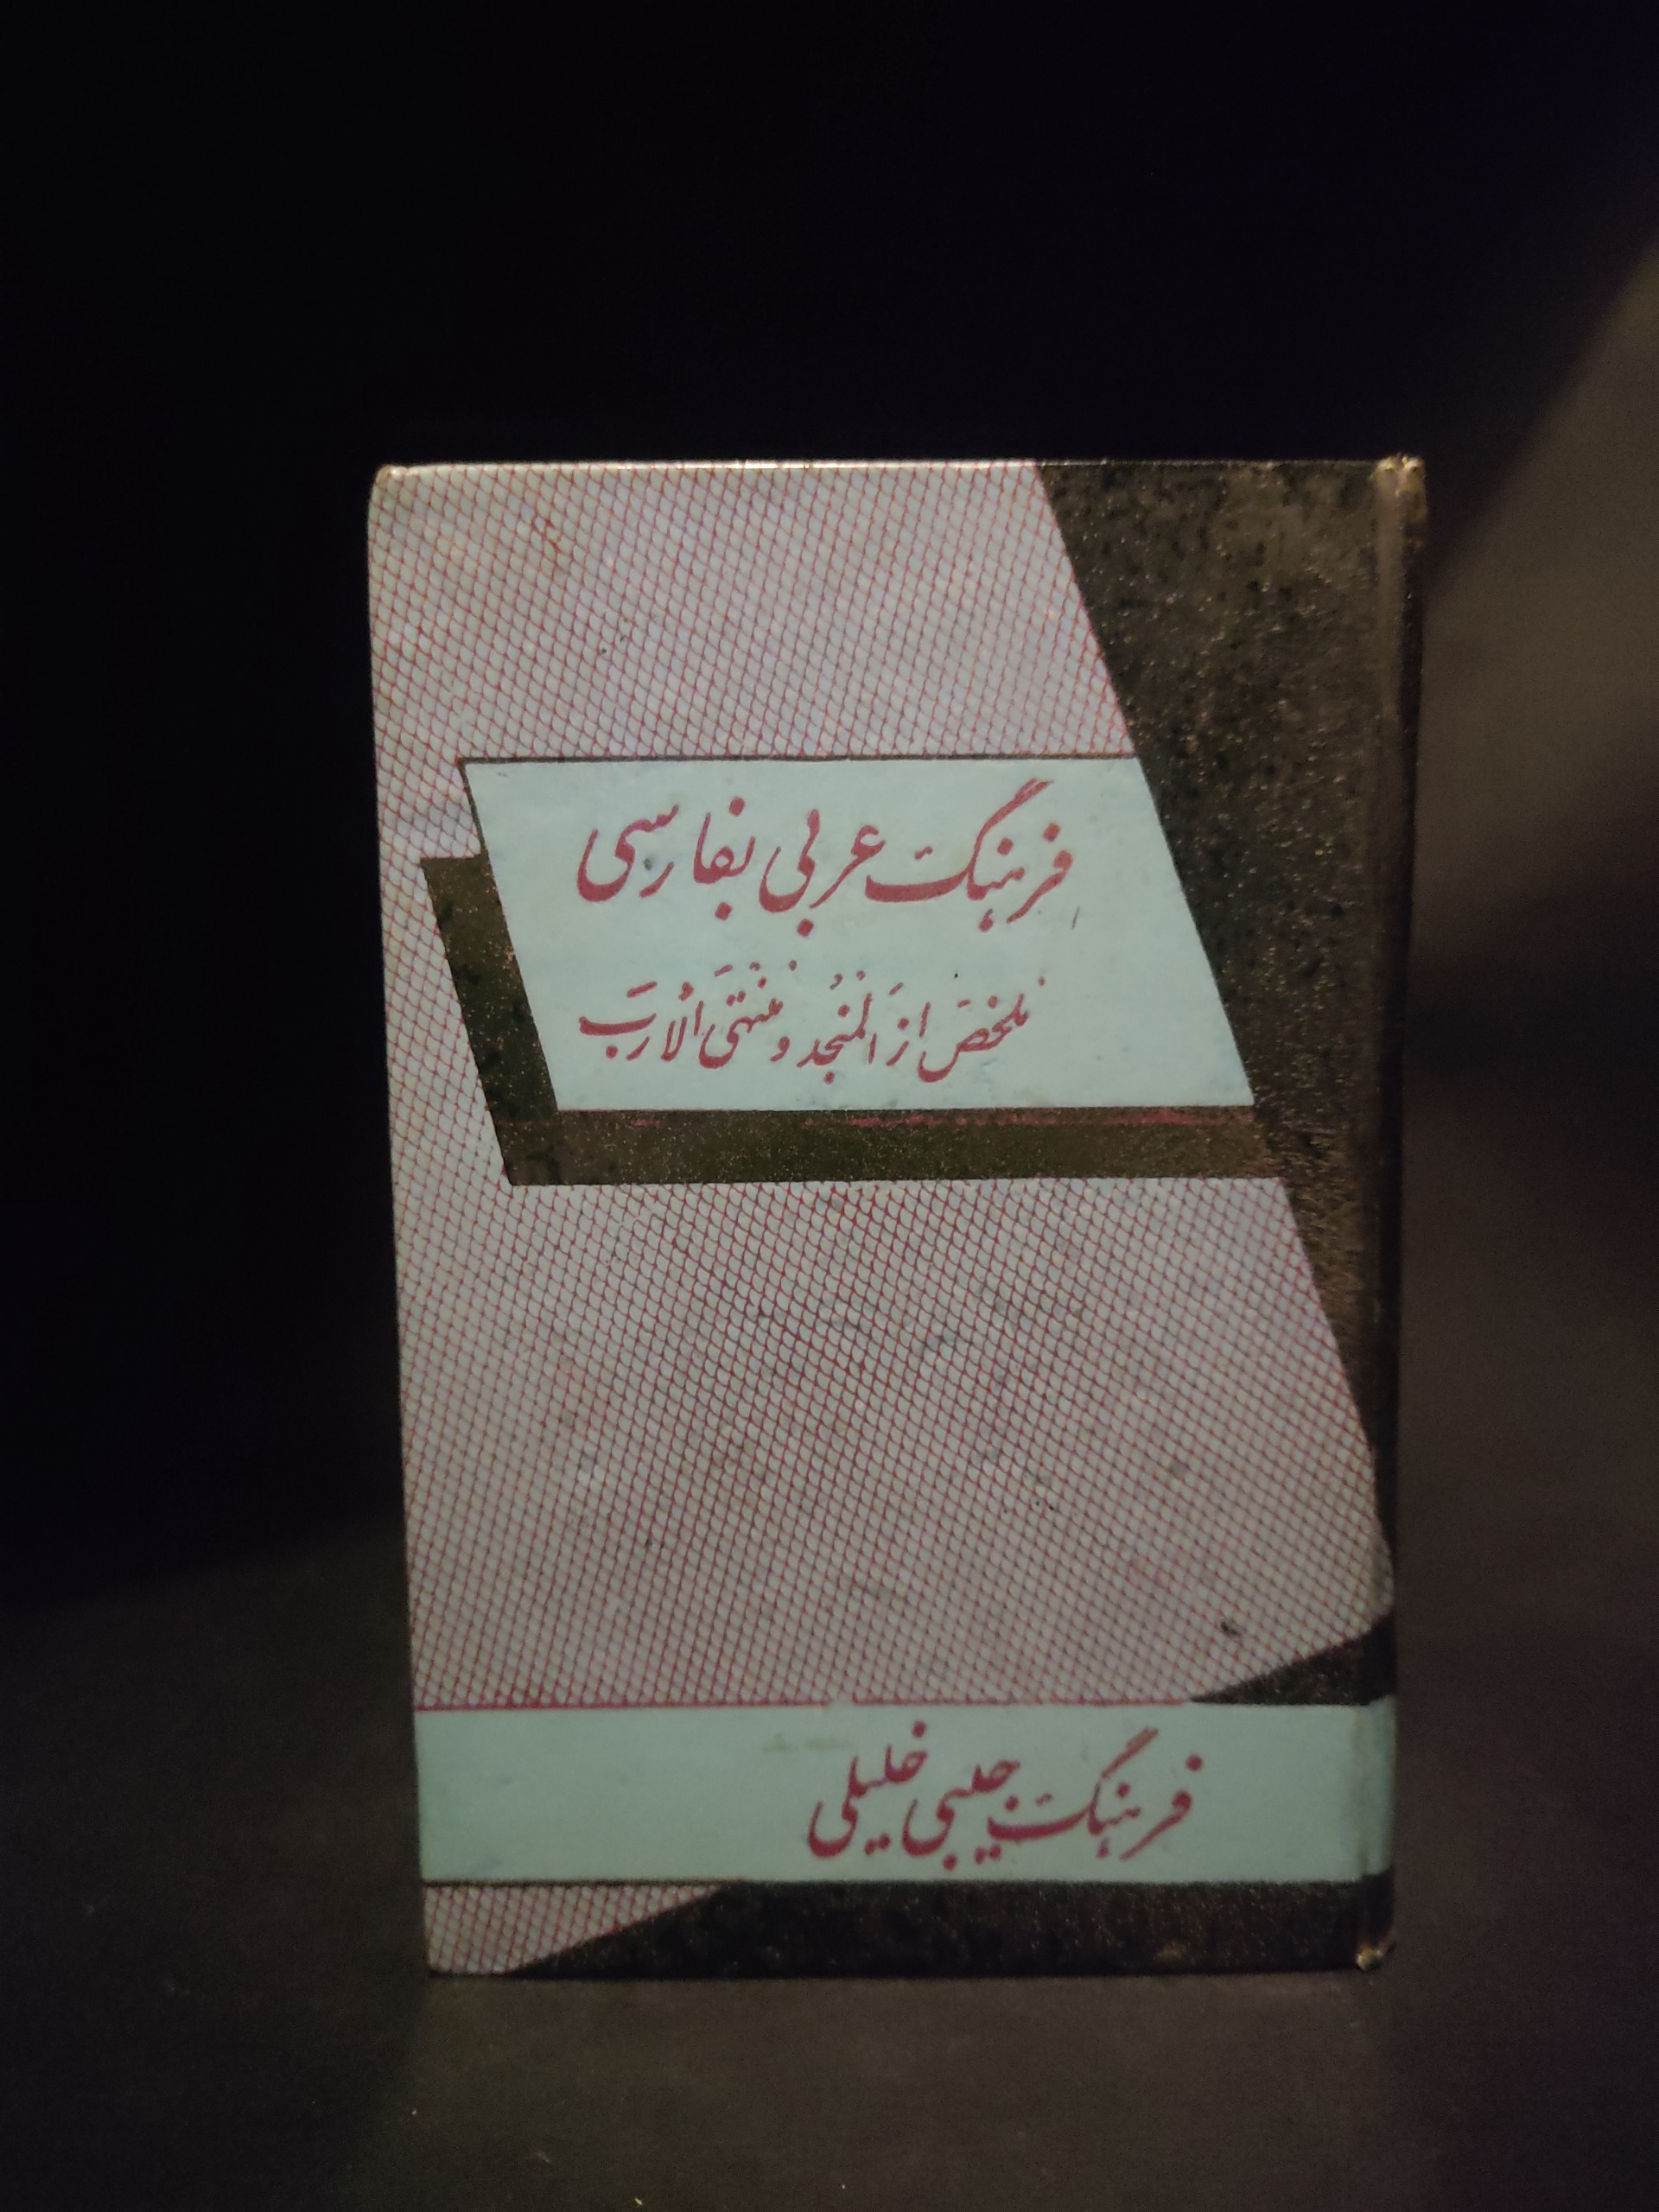 فرهنگ عربی بفارسی
ملخص از المنجد و منتهی الارب
فرهنگ جیبی خلیلی